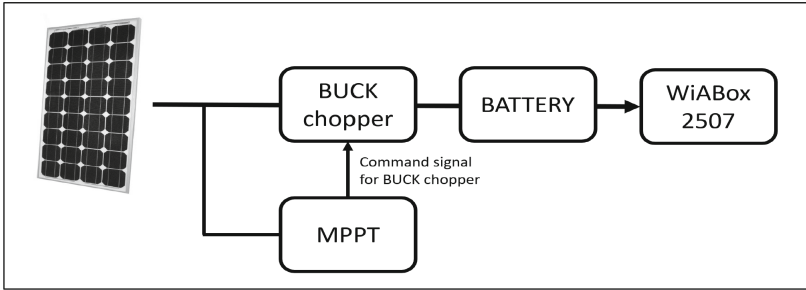 BUCK
chopper
BATTERY
WiABox
2507
Command signal
for BUCK chopper
MPPT